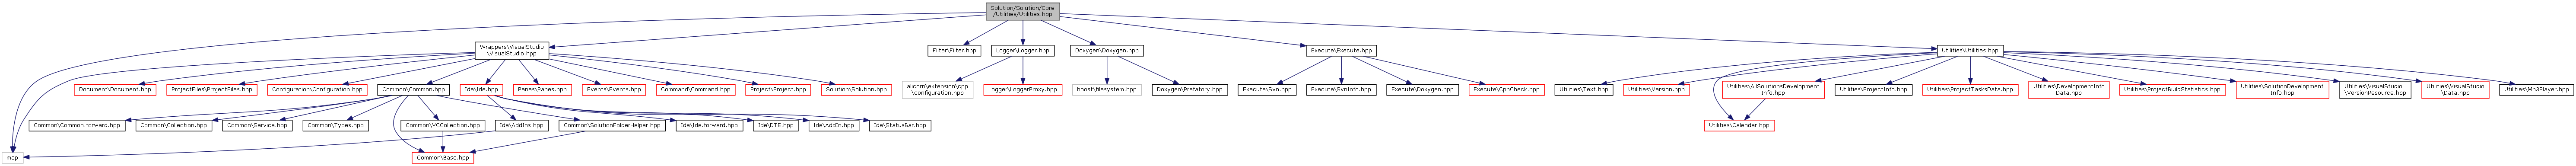 Solution/Solution/Core
/Utilities/Utilities.hpp
Wrappers\VisualStudio
\VisualStudio.hpp
Filter\Filter.hpp
Logger\Logger.hpp
Doxygen\Doxygen.hpp
Execute\Execute.hpp
Utilities\Utilities.hpp
Document\Document.hpp
ProjectFiles\ProjectFiles.hpp
Configuration\Configuration.hpp
Common\Common.hpp
Ide\Ide.hpp
Panes\Panes.hpp
Events\Events.hpp
Command\Command.hpp
Project\Project.hpp
Solution\Solution.hpp
alicorn\extension\cpp
\configuration.hpp
Logger\LoggerProxy.hpp
boost\filesystem.hpp
Doxygen\Prefatory.hpp
Execute\Svn.hpp
Execute\SvnInfo.hpp
Execute\Doxygen.hpp
Execute\CppCheck.hpp
Utilities\Text.hpp
Utilities\Version.hpp
Utilities\AllSolutionsDevelopment
Info.hpp
Utilities\ProjectInfo.hpp
Utilities\ProjectTasksData.hpp
Utilities\DevelopmentInfo
Data.hpp
Utilities\ProjectBuildStatistics.hpp
Utilities\SolutionDevelopment
Info.hpp
Utilities\VisualStudio
\VersionResource.hpp
Utilities\VisualStudio
\Data.hpp
Utilities\Mp3Player.hpp
Common\Common.forward.hpp
Common\Collection.hpp
Common\Service.hpp
Common\Types.hpp
Common\VCCollection.hpp
Ide\AddIns.hpp
Common\SolutionFolderHelper.hpp
Ide\Ide.forward.hpp
Ide\DTE.hpp
Ide\AddIn.hpp
Ide\StatusBar.hpp
Utilities\Calendar.hpp
map
Common\Base.hpp